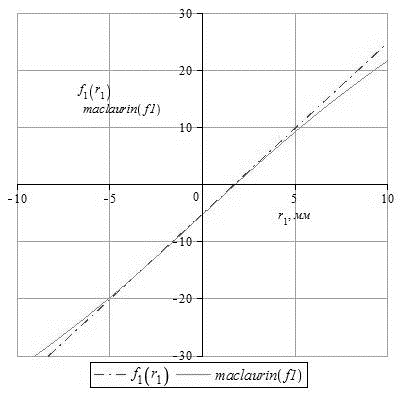 30
20
f₁(r₁)
maclaurin(f1)
10
-10
-5
0
5
10
r₁, мм
-10
-20
-30
f₁(r₁) maclaurin(f1)